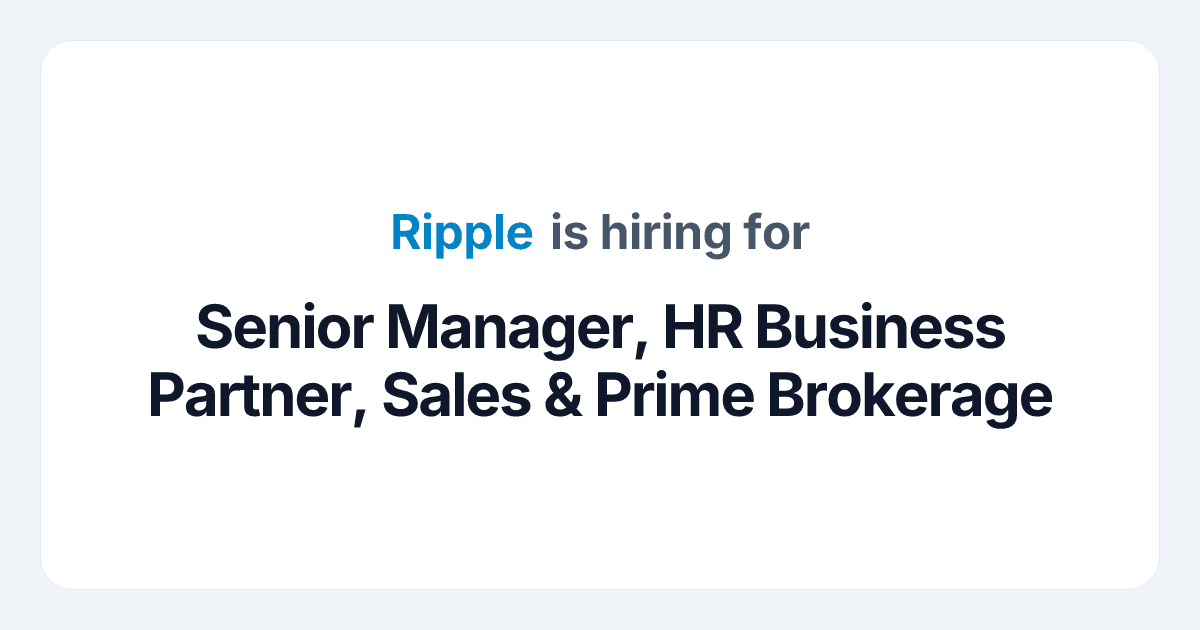 Ripple is hiring for
Senior Manager, HR Business
Partner, Sales & Prime Brokerage